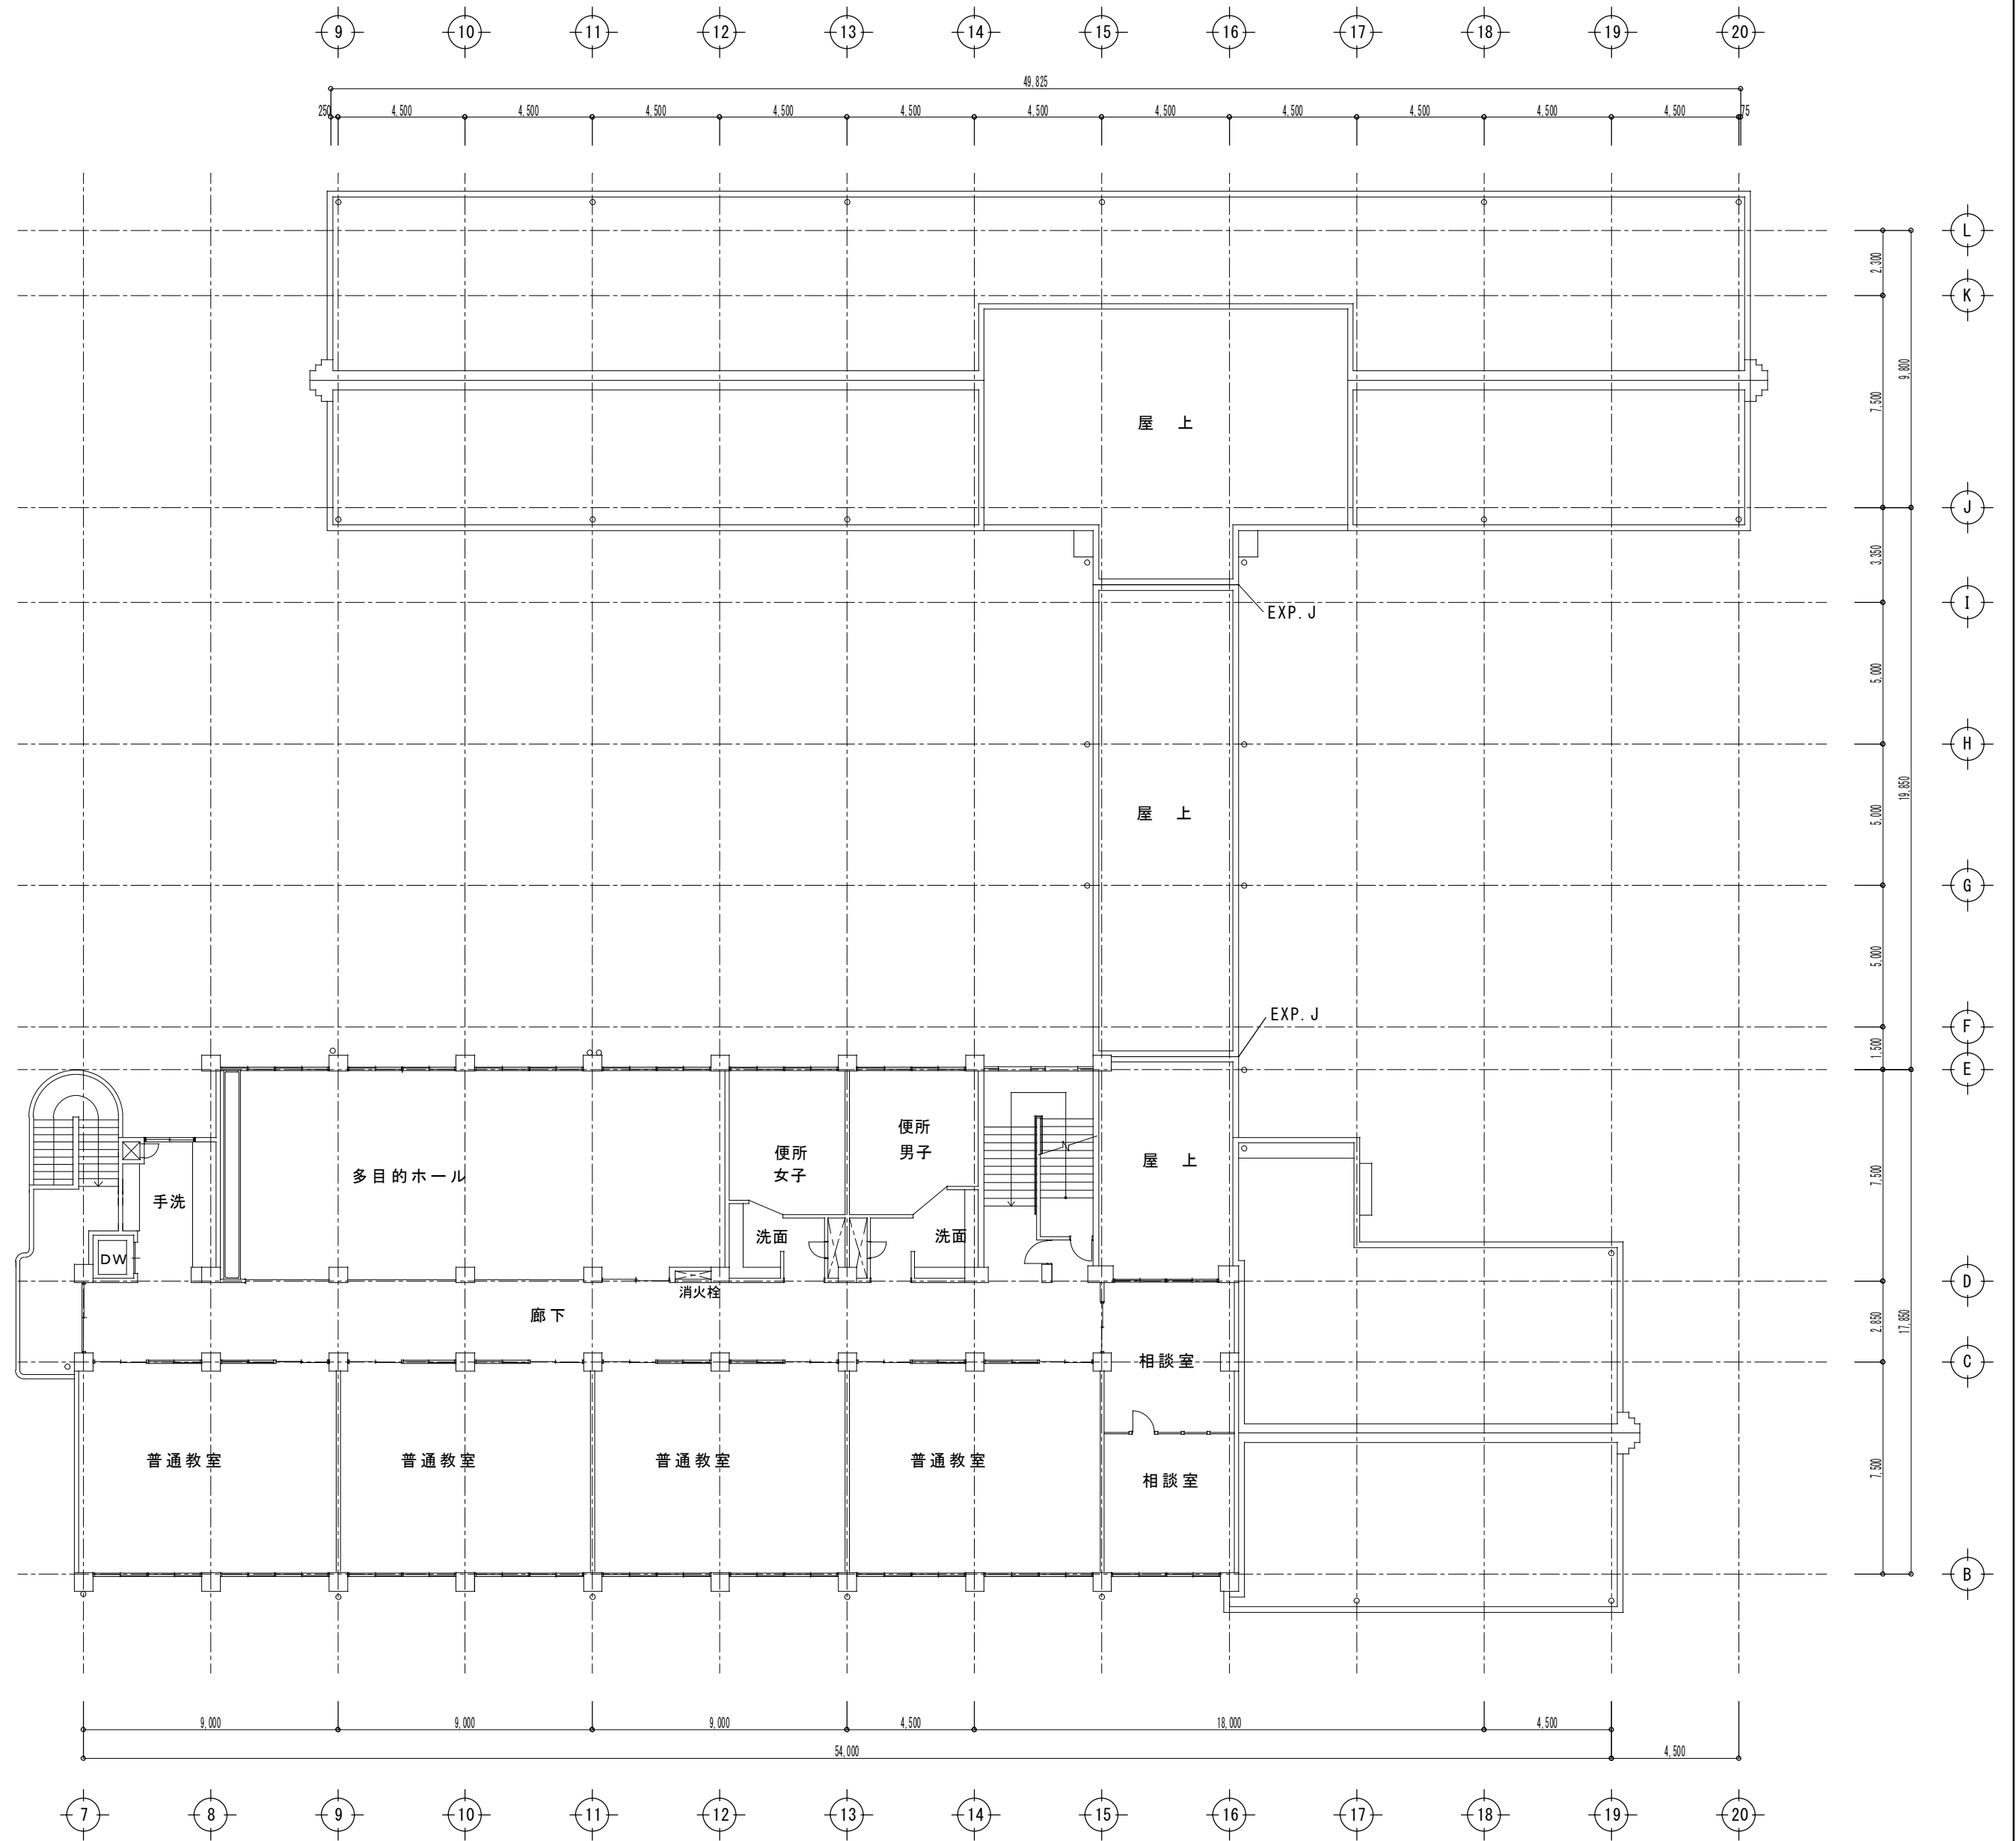 9 10 11 12 13 14 15 16 17 18 19 20
49,825
250 4,500 4,500 4,500 4,500 4,500 4,500 4,500 4,500 4,500 4,500 4,500 75
L
2,300
K
9,800
7,500
屋 上
J
3,350
I
EXP.J
5,000
H
19,850
屋 上
5,000
G
5,000
EXP.J
F
1,500
E
便所
男子
便所
女子
屋 上
多目的ホール
7,500
手洗
洗面
洗面
DW
D
消火栓
廊下
2,850
17,850
相談室
C
普通教室
普通教室
普通教室
普通教室
7,500
相談室
B
9,000 9,000 9,000 4,500 18,000 4,500
54,000 4,500
7 8 9 10 11 12 13 14 15 16 17 18 19 20